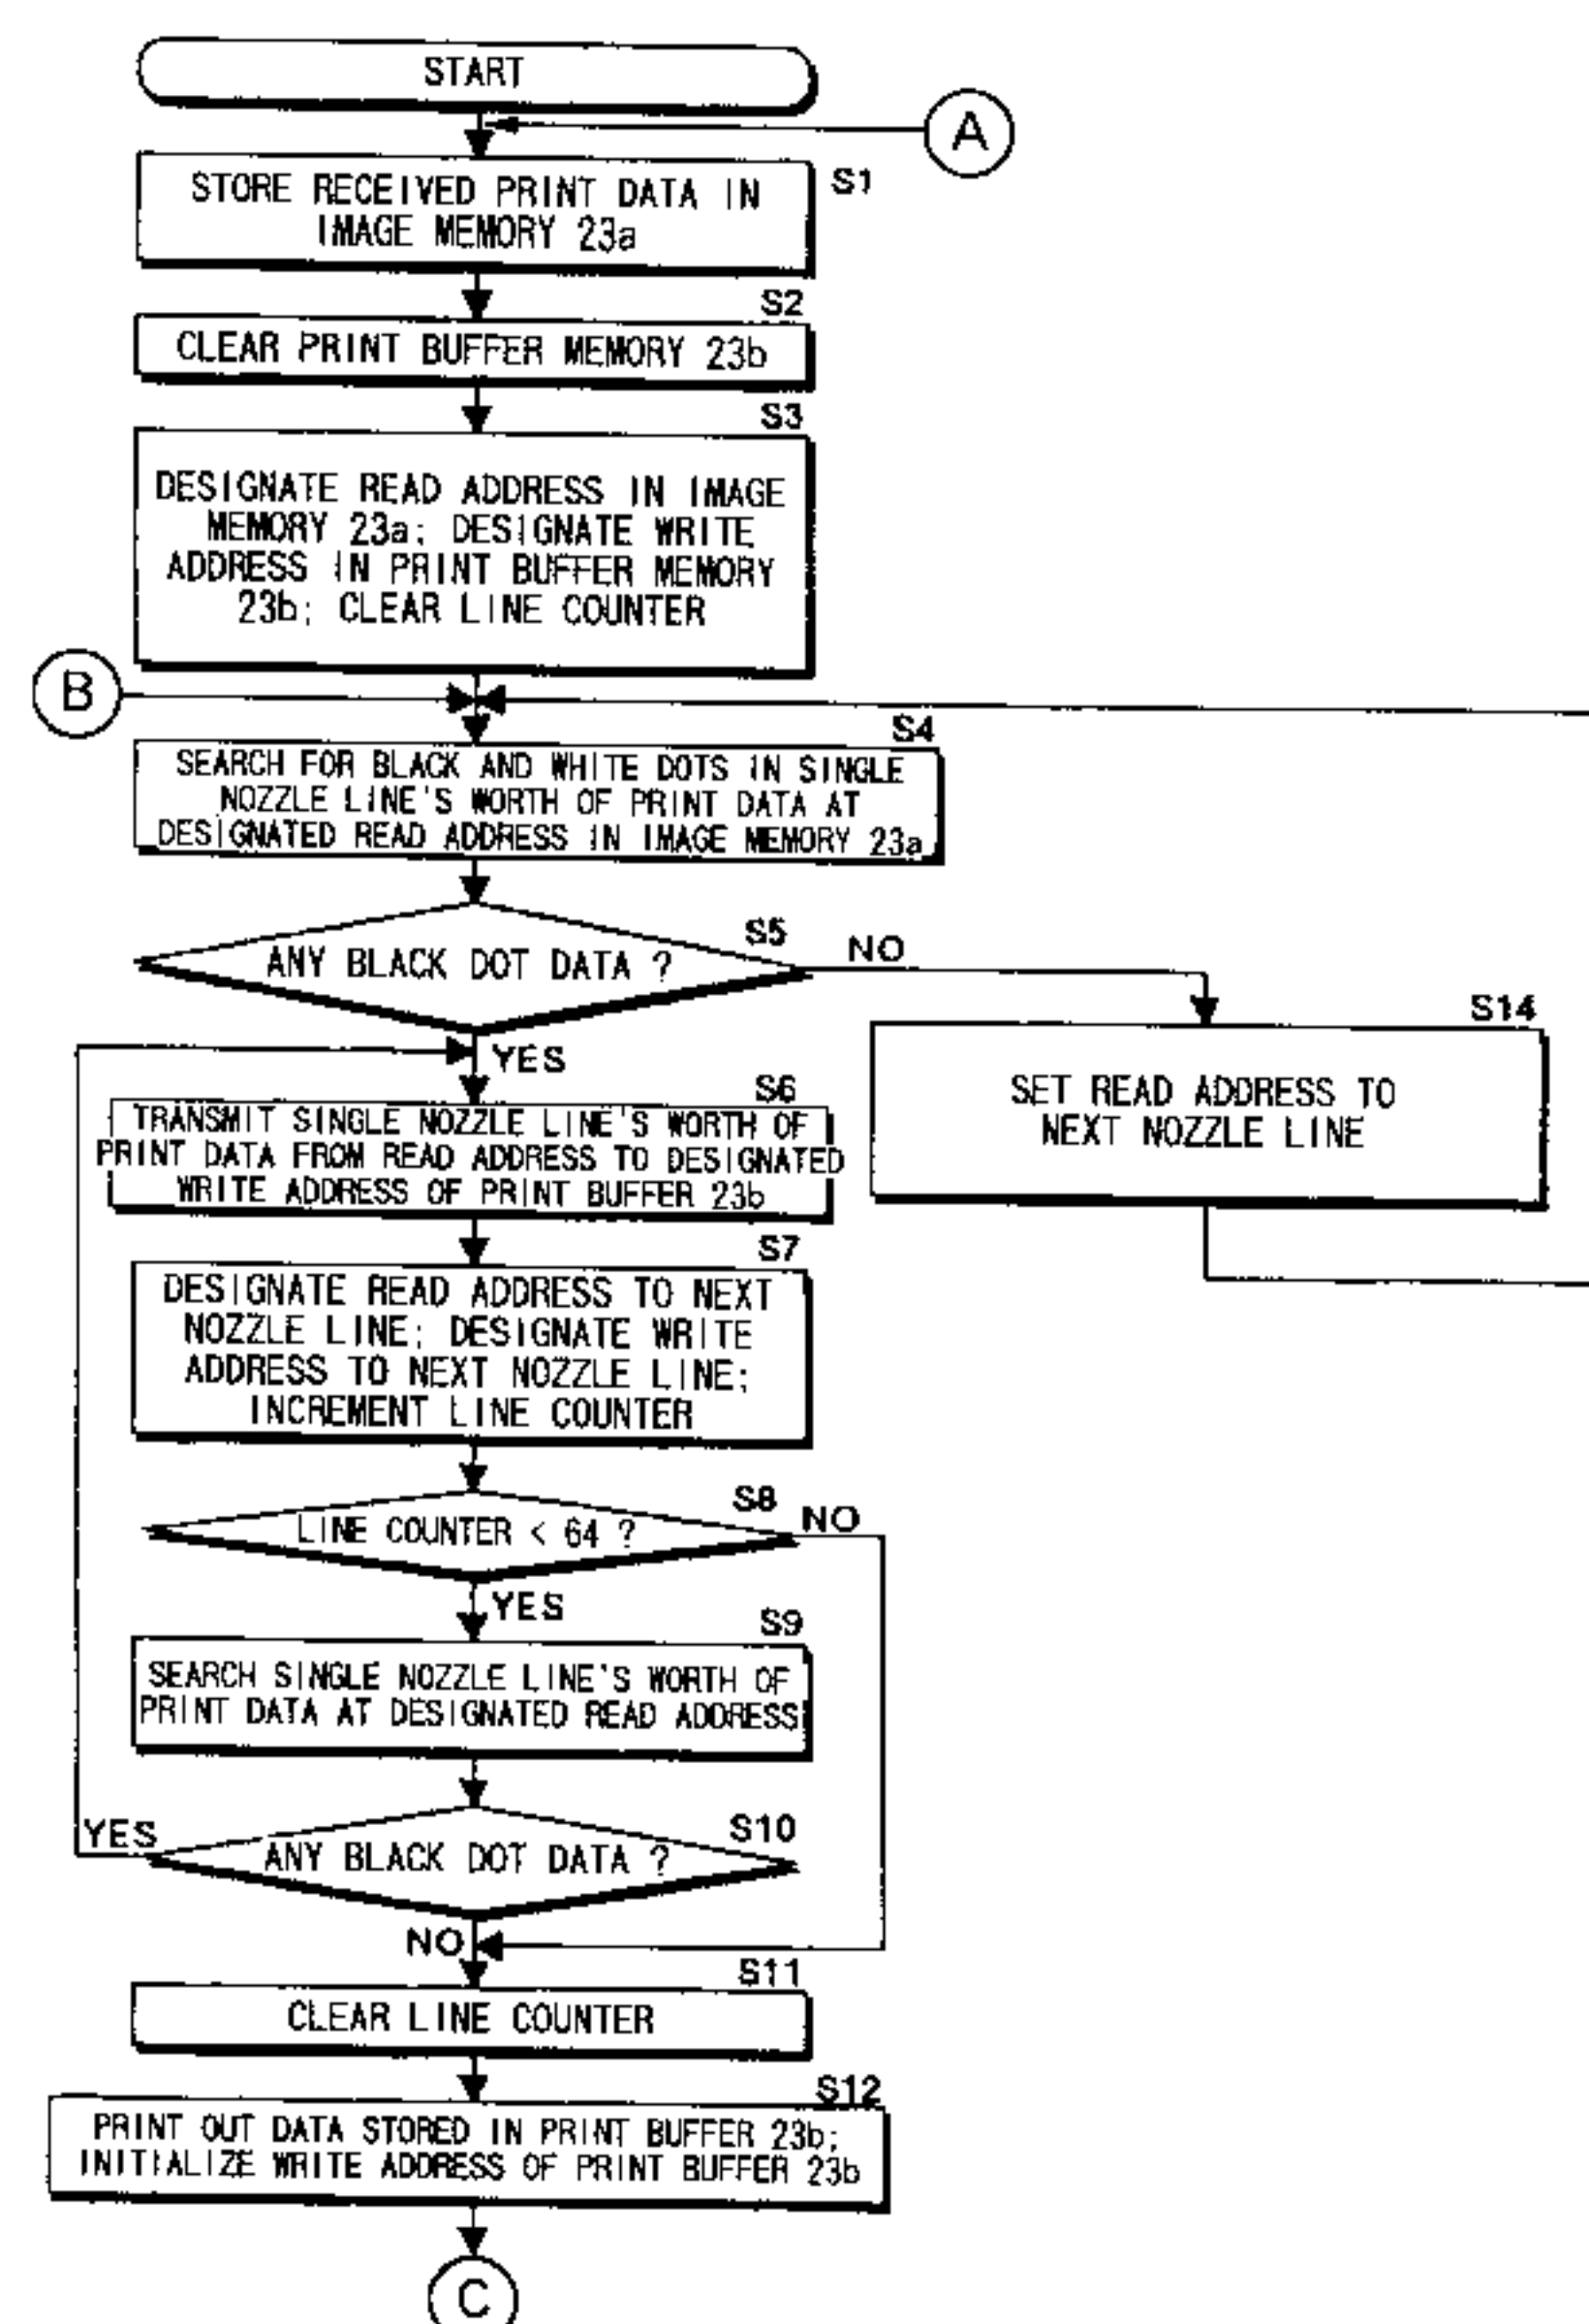 START
A
STORE RECEIVED PRINT DATA IN
IMAGE MEMORY 23a
S1
S2
CLEAR PRINT BUFFER MEMORY 23b
S3
DESIGNATE READ ADDRESS IN IMAGE
MEMORY 23a; DESIGNATE WRITE
ADDRESS IN PRINT BUFFER MEMORY
23b; CLEAR LINE COUNTER
B
S4
SEARCH FOR BLACK AND WHITE DOTS IN SINGLE
NOZZLE LINE'S WORTH OF PRINT DATA AT
DESIGNATED READ ADDRESS IN IMAGE MEMORY 23a
S5
ANY BLACK DOT DATA ?
NO
S14
SET READ ADDRESS TO
NEXT NOZZLE LINE
YES
S6
TRANSMIT SINGLE NOZZLE LINE'S WORTH OF
PRINT DATA FROM READ ADDRESS TO DESIGNATED
WRITE ADDRESS OF PRINT BUFFER 23b
S7
DESIGNATE READ ADDRESS TO NEXT
NOZZLE LINE; DESIGNATE WRITE
ADDRESS TO NEXT NOZZLE LINE;
INCREMENT LINE COUNTER
S8
LINE COUNTER < 64 ?
NO
YES
S9
SEARCH SINGLE NOZZLE LINE'S WORTH OF
PRINT DATA AT DESIGNATED READ ADDRESS
S10
YES
ANY BLACK DOT DATA ?
NO
S11
CLEAR LINE COUNTER
S12
PRINT OUT DATA STORED IN PRINT BUFFER 23b;
INITIALIZE WRITE ADDRESS OF PRINT BUFFER 23b
C